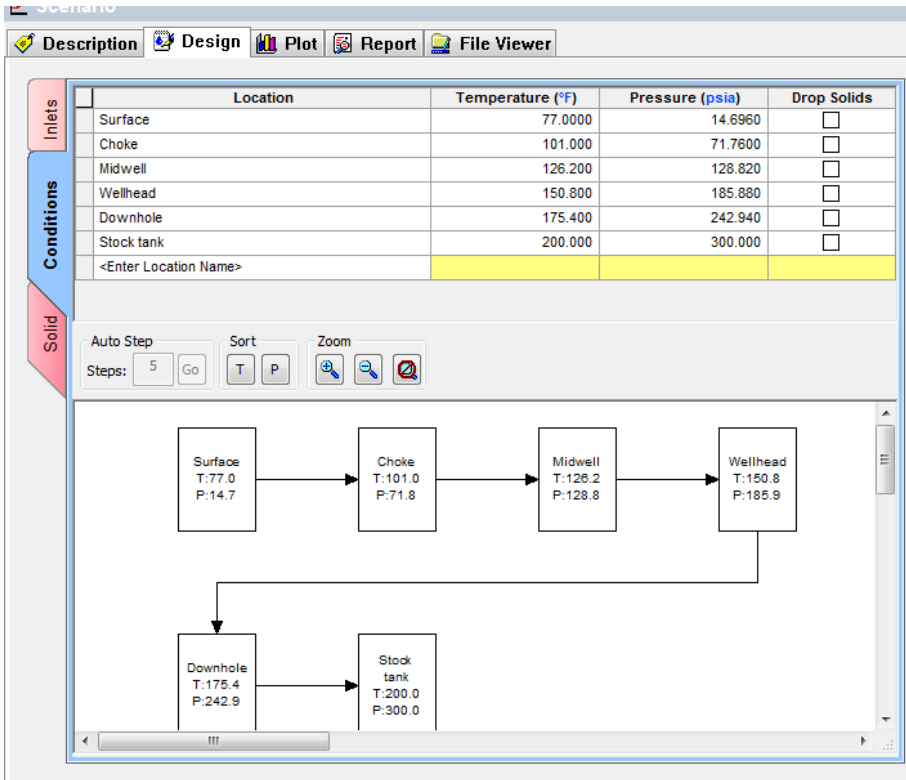 Scenario
Description Design Plot Report File Viewer
Inlets
Conditions
Solid
Location Temperature (°F) Pressure (psia) Drop Solids
Surface 77.0000 14.6960
Choke 101.000 71.7600
Midwell 126.200 128.820
Wellhead 150.800 185.880
Downhole 175.400 242.940
Stock tank 200.000 300.000
<Enter Location Name>
Auto Step Sort Zoom
Steps: 5 Go T P
Surface
T:77.0
P:14.7
Choke
T:101.0
P:71.8
Midwell
T:126.2
P:128.8
Wellhead
T:150.8
P:185.9
Downhole
T:175.4
P:242.9
Stock
tank
T:200.0
P:300.0